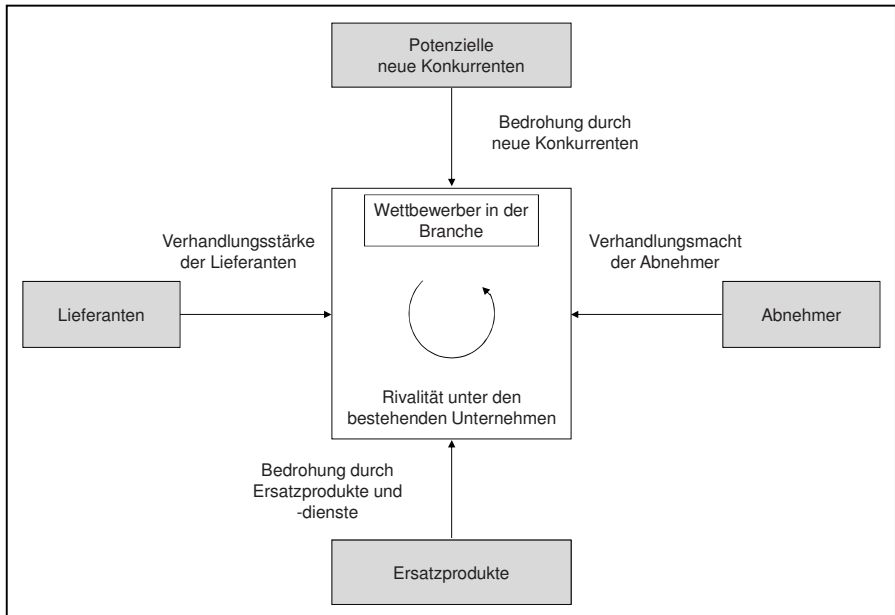 Potenzielle
neue Konkurrenten
Bedrohung durch
neue Konkurrenten
Wettbewerber in der
Branche
Verhandlungsstärke
der Lieferanten
Verhandlungsmacht
der Abnehmer
Lieferanten
Abnehmer
Rivalität unter den
bestehenden Unternehmen
Bedrohung durch
Ersatzprodukte und
-dienste
Ersatzprodukte